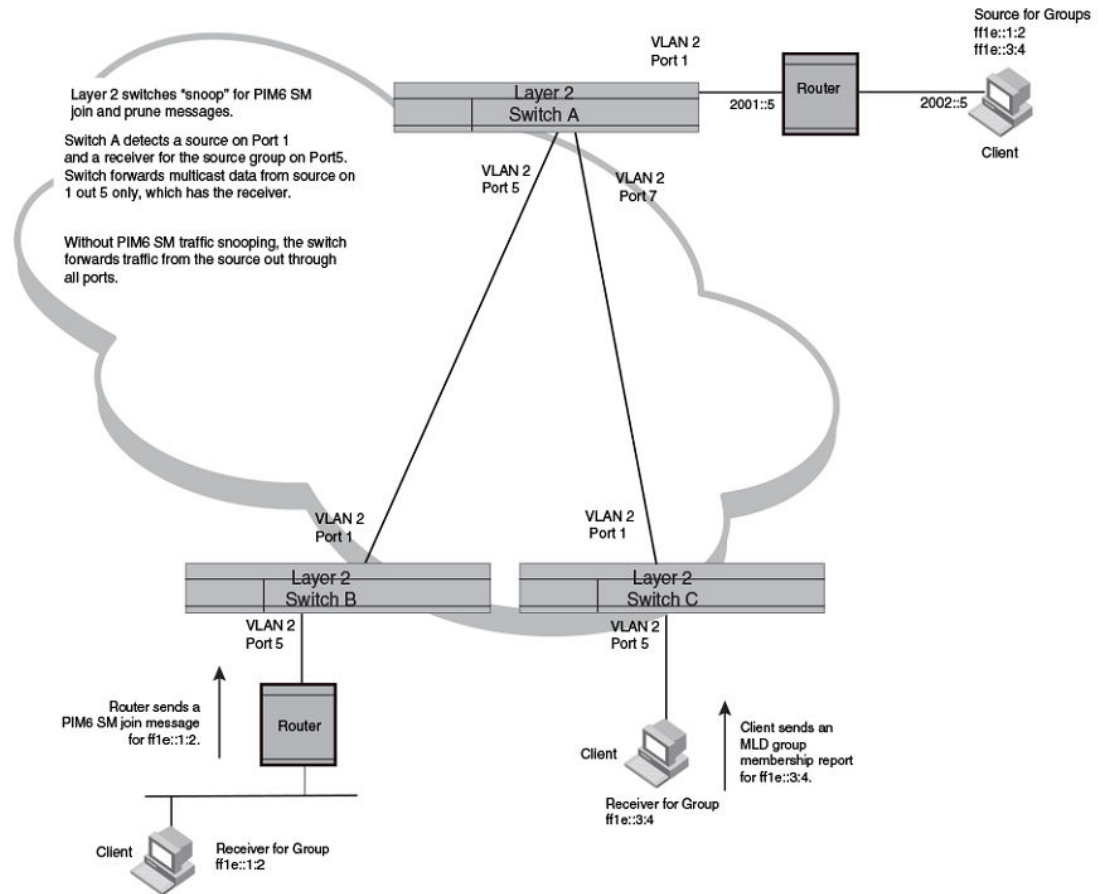 Source for Groups
ff1e::1:2
ff1e::3:4
VLAN 2
Port 1
Layer 2
Switch A
2001::5
Router
2002::5
Client
Layer 2 switches "snoop" for PIM6 SM
join and prune messages.
Switch A detects a source on Port 1
and a receiver for the source group on Port5.
Switch forwards multicast data from source on
1 out 5 only, which has the receiver.
Without PIM6 SM traffic snooping, the switch
forwards traffic from the source out through
all ports.
VLAN 2
Port 5
VLAN 2
Port 7
VLAN 2
Port 1
VLAN 2
Port 1
Layer 2
Switch B
Layer 2
Switch C
VLAN 2
Port 5
VLAN 2
Port 5
Router sends a
PIM6 SM join message
for ff1e::1:2.
Router
Client
Client sends an
MLD group
membership report
for ff1e::3:4.
Receiver for Group
ff1e::3:4
Client
Receiver for Group
ff1e::1:2